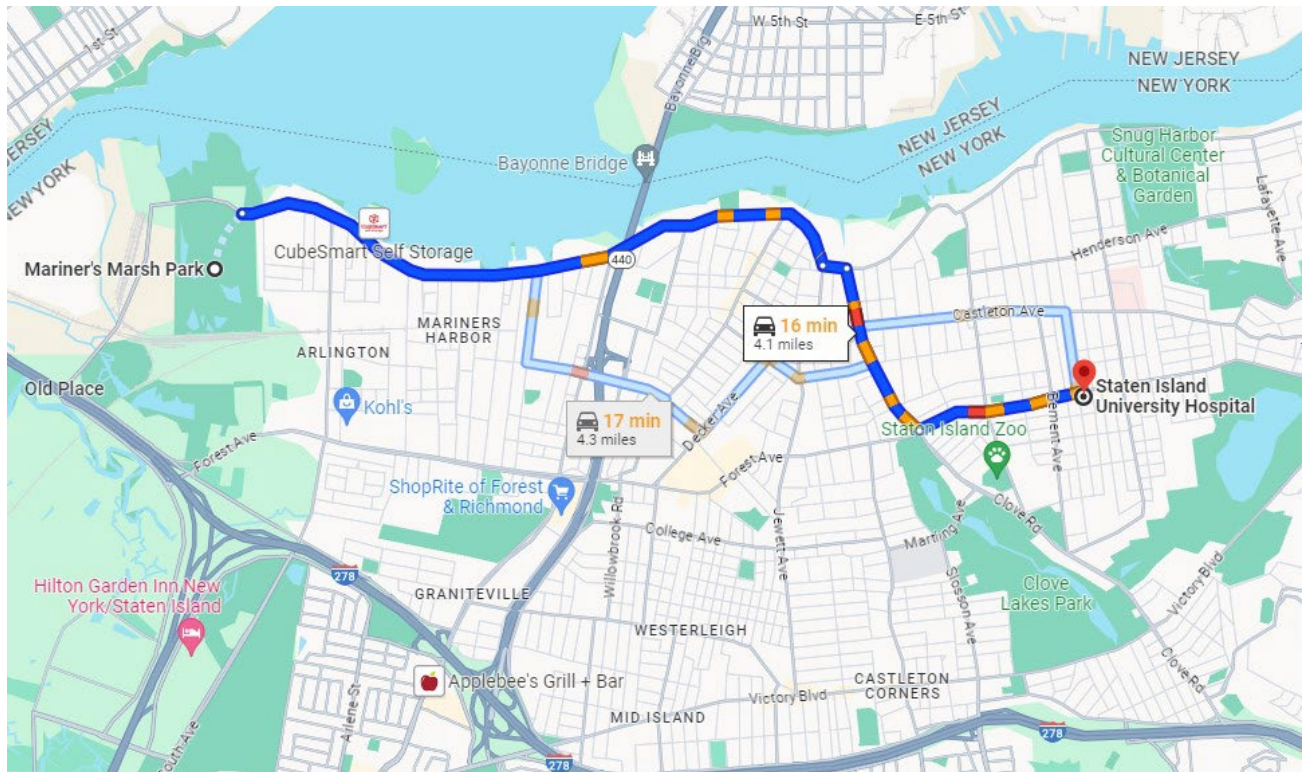 1st St
W 5th St
E 5th St
Bayonne Brg
NEW JERSEY
NEW YORK
JERSEY
NEW YORK
NEW JERSEY
NEW YORK
Bayonne Bridge
Snug Harbor
Cultural Center
& Botanical
Garden
Lafayette Ave
Henderson Ave
CUBESMART
CubeSmart Self Storage
440
Mariner's Marsh Park
MARINERS
HARBOR
ARLINGTON
16 min
4.1 miles
Castleton Ave
Old Place
Kohl's
17 min
4.3 miles
Decker Ave
Staten Island
University Hospital
Staton Island Zoo
Bement Ave
Forest Ave
Forest Ave
ShopRite of Forest
& Richmond
Willowbrook Rd
College Ave
Jewett Ave
Martling Ave
Clove Rd
278
Hilton Garden Inn New
York/Staten Island
GRANITEVILLE
Slosson Ave
Clove
Lakes Park
Victory Blvd
WESTERLEIGH
Clove Rd
Applebee's Grill + Bar
Arlene St
Victory Blvd
CASTLETON
CORNERS
MID ISLAND
South Ave
278
278